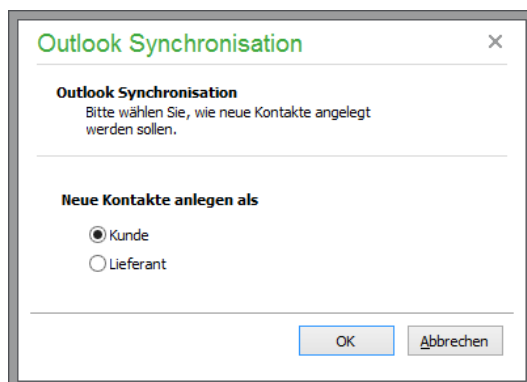 Outlook Synchronisation
Outlook Synchronisation
Bitte wählen Sie, wie neue Kontakte angelegt
werden sollen.
Neue Kontakte anlegen als
Kunde
Lieferant
OK
Abbrechen